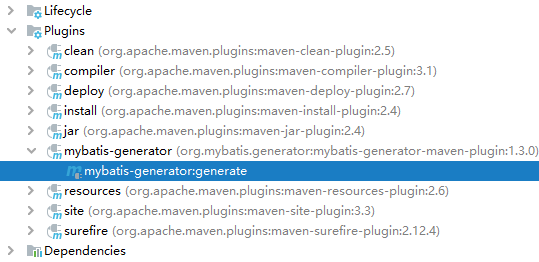 Lifecycle
Plugins
clean (org.apache.maven.plugins:maven-clean-plugin:2.5)
compiler (org.apache.maven.plugins:maven-compiler-plugin:3.1)
deploy (org.apache.maven.plugins:maven-deploy-plugin:2.7)
install (org.apache.maven.plugins:maven-install-plugin:2.4)
jar (org.apache.maven.plugins:maven-jar-plugin:2.4)
mybatis-generator (org.mybatis.generator:mybatis-generator-maven-plugin:1.3.0)
mybatis-generator:generate
resources (org.apache.maven.plugins:maven-resources-plugin:2.6)
site (org.apache.maven.plugins:maven-site-plugin:3.3)
surefire (org.apache.maven.plugins:maven-surefire-plugin:2.12.4)
Dependencies